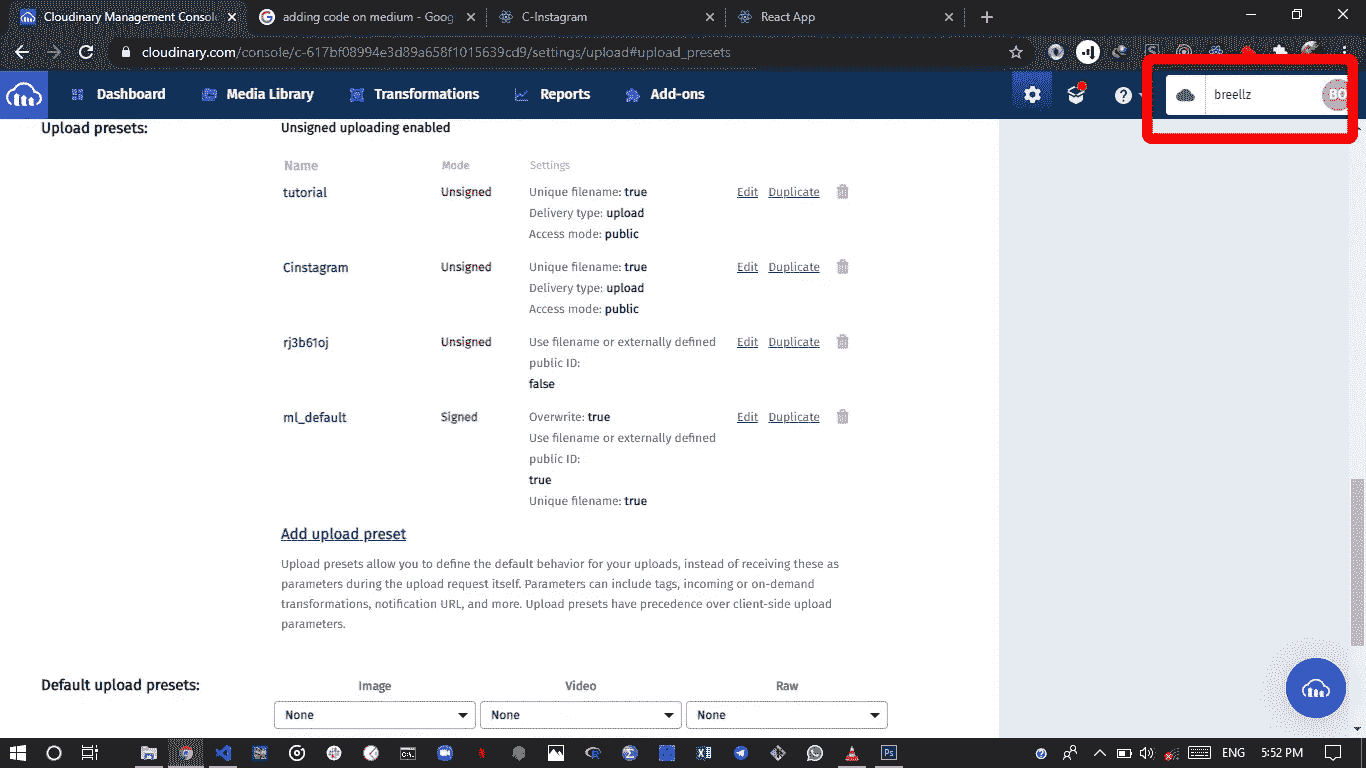 Cloudinary Management Consol
adding code on medium - Goog
C-Instagram
React App
cloudinary.com/console/c-617bf08994e3d89a658f1015639cd9/settings/upload#upload_presets
Dashboard
Media Library
Transformations
Reports
Add-ons
breellz
BO
Upload presets:
Unsigned uploading enabled
Name Mode Settings
tutorial Unsigned Unique filename: true Edit Duplicate
Delivery type: upload
Access mode: public
Cinstagram Unsigned Unique filename: true Edit Duplicate
Delivery type: upload
Access mode: public
rj3b61oj Unsigned Use filename or externally defined Edit Duplicate
public ID:
false
ml_default Signed Overwrite: true Edit Duplicate
Use filename or externally defined
public ID:
true
Unique filename: true
Add upload preset
Upload presets allow you to define the default behavior for your uploads, instead of receiving these as
parameters during the upload request itself. Parameters can include tags, incoming or on-demand
transformations, notification URL, and more. Upload presets have precedence over client-side upload
parameters.
Default upload presets: Image Video Raw
None None None
ENG 5:52 PM